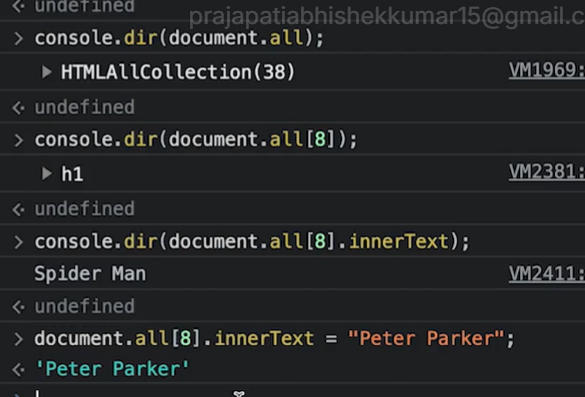 undefined
prajapatiabhishekkumar15@gmail.c
> console.dir(document.all);
▶ HTMLAllCollection(38) VM1969:
undefined
> console.dir(document.all[8]);
▶ h1 VM2381:
undefined
> console.dir(document.all[8].innerText);
Spider Man VM2411:
undefined
> document.all[8].innerText = "Peter Parker";
'Peter Parker'